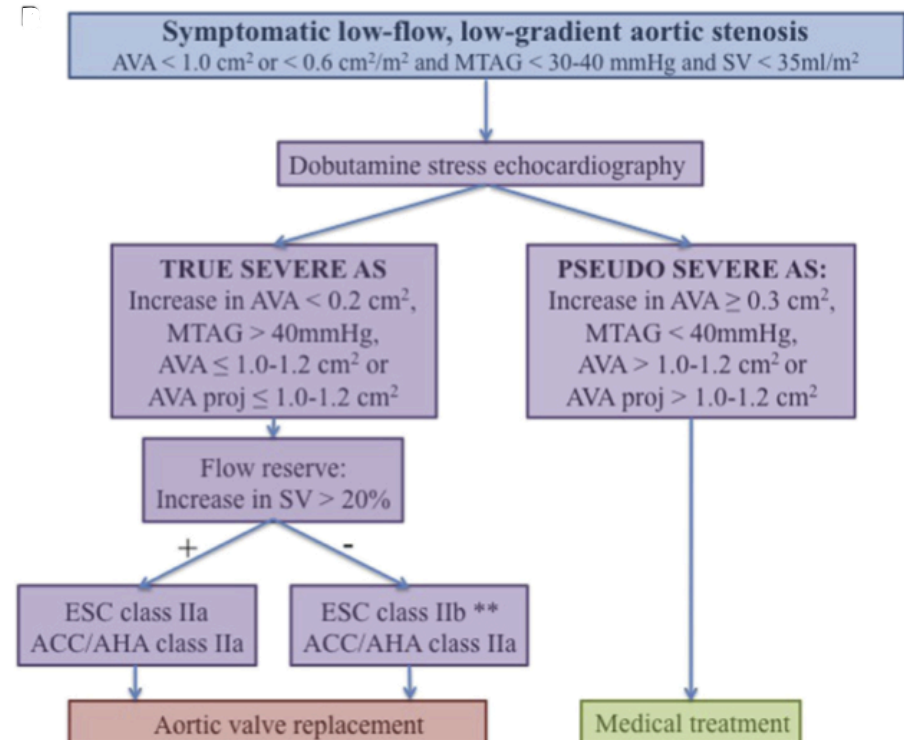 Symptomatic low-flow, low-gradient aortic stenosis
AVA < 1.0 cm² or < 0.6 cm²/m² and MTAG < 30-40 mmHg and SV < 35ml/m²
Dobutamine stress echocardiography
TRUE SEVERE AS
Increase in AVA < 0.2 cm²,
MTAG > 40mmHg,
AVA ≤ 1.0-1.2 cm² or
AVA proj ≤ 1.0-1.2 cm²
PSEUDO SEVERE AS:
Increase in AVA ≥ 0.3 cm²,
MTAG < 40mmHg,
AVA > 1.0-1.2 cm² or
AVA proj > 1.0-1.2 cm²
Flow reserve:
Increase in SV > 20%
+
-
ESC class IIa
ACC/AHA class IIa
ESC class IIb **
ACC/AHA class IIa
Aortic valve replacement
Medical treatment